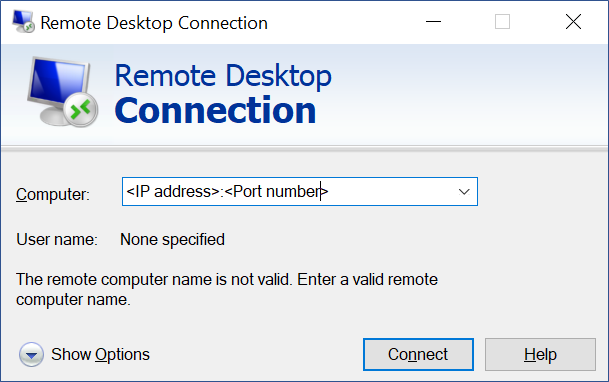 Remote Desktop Connection
Remote Desktop
Connection
Computer: <IP address>:<Port number>
User name: None specified
The remote computer name is not valid. Enter a valid remote
computer name.
Show Options Connect Help